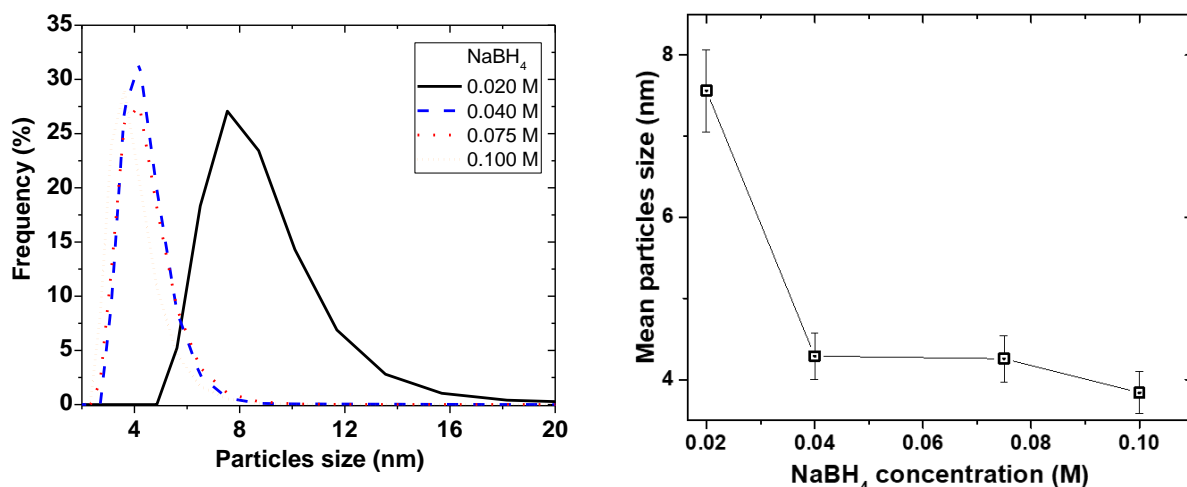 35
30
25
20
15
10
5
0
Frequency (%)
4 8 12 16 20
Particles size (nm)
NaBH4
0.020 M
0.040 M
0.075 M
0.100 M
8
6
4
Mean particles size (nm)
0.02 0.04 0.06 0.08 0.10
NaBH4 concentration (M)